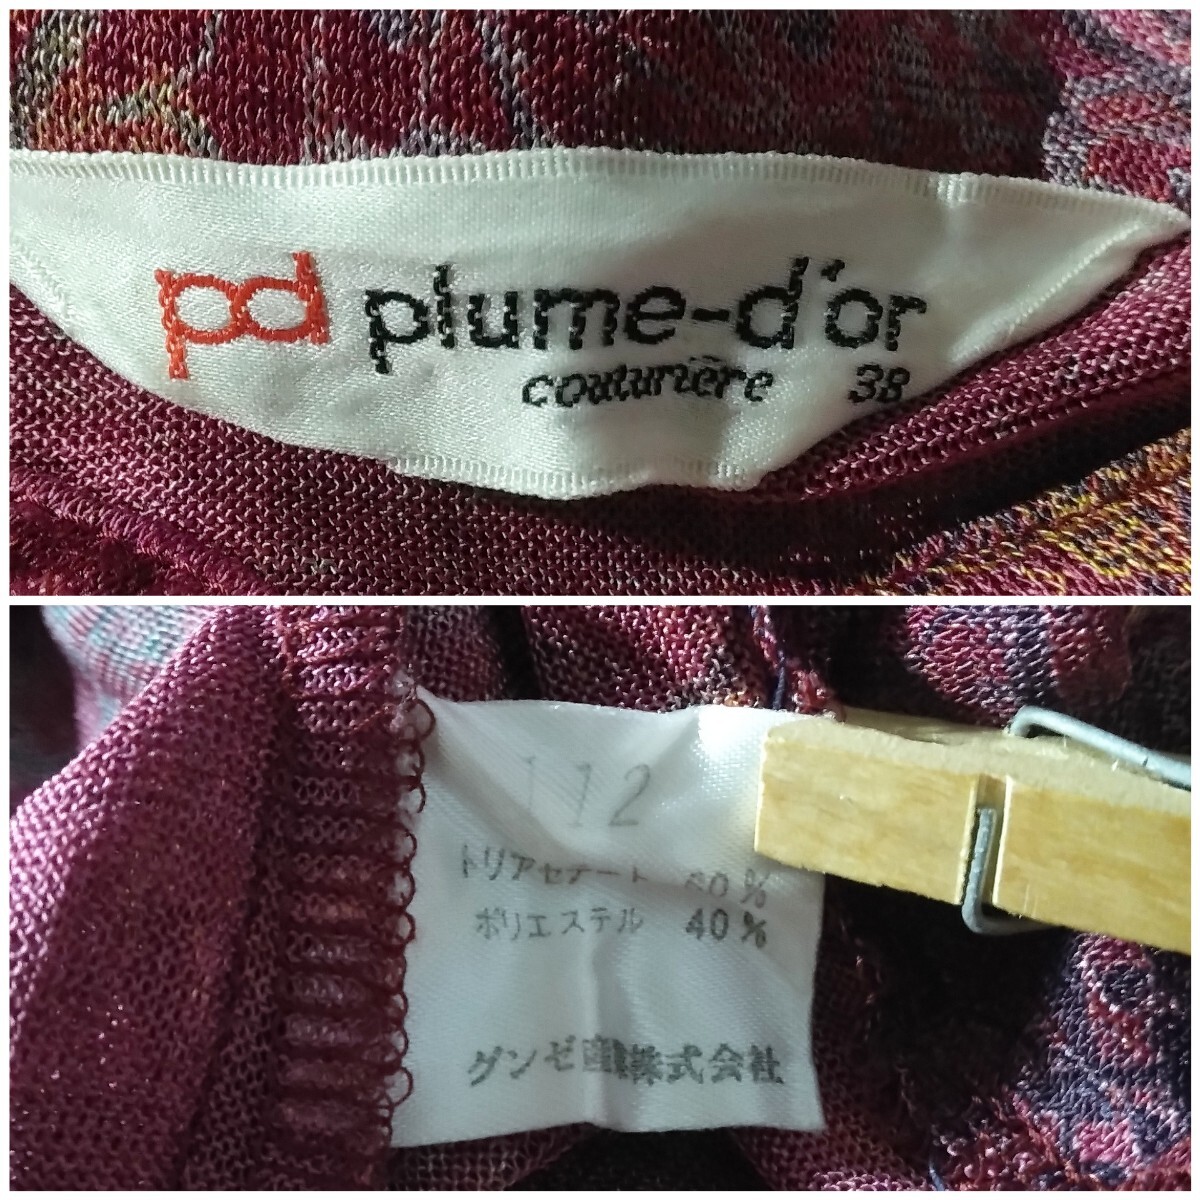 pd plume-d'or
couturière 38
112
トリアセテート 60%
ポリエステル 40%
グンゼ産業株式会社